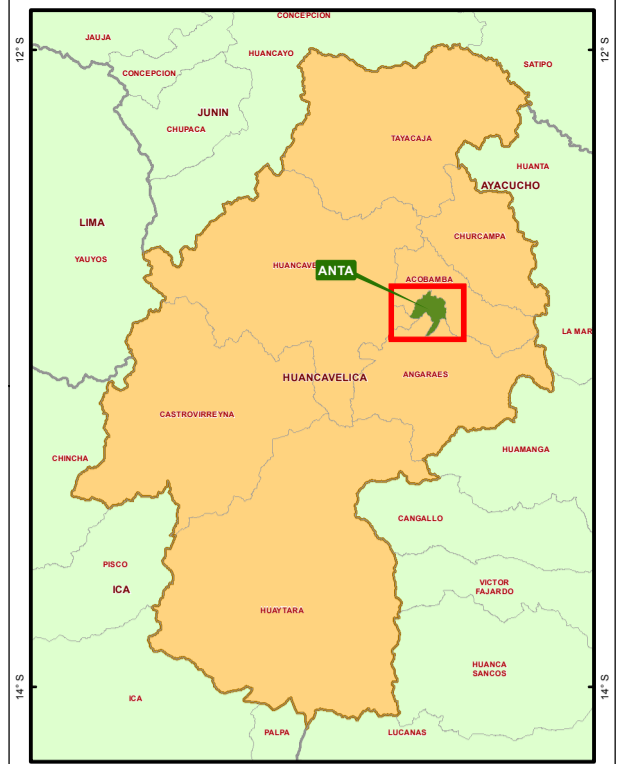 CONCEPCION
JAUJA
12° S
12° S
HUANCAYO
SATIPO
CONCEPCION
JUNIN
CHUPACA
TAYACAJA
HUANTA
AYACUCHO
LIMA
CHURCAMPA
YAUYOS
HUANCAVE
ANTA
ACOBAMBA
LA MAR
HUANCAVELICA
ANGARAES
CASTROVIRREYNA
CHINCHA
HUAMANGA
CANGALLO
PISCO
ICA
VICTOR
FAJARDO
HUAYTARA
HUANCA
SANCOS
14° S
14° S
ICA
PALPA
LUCANAS